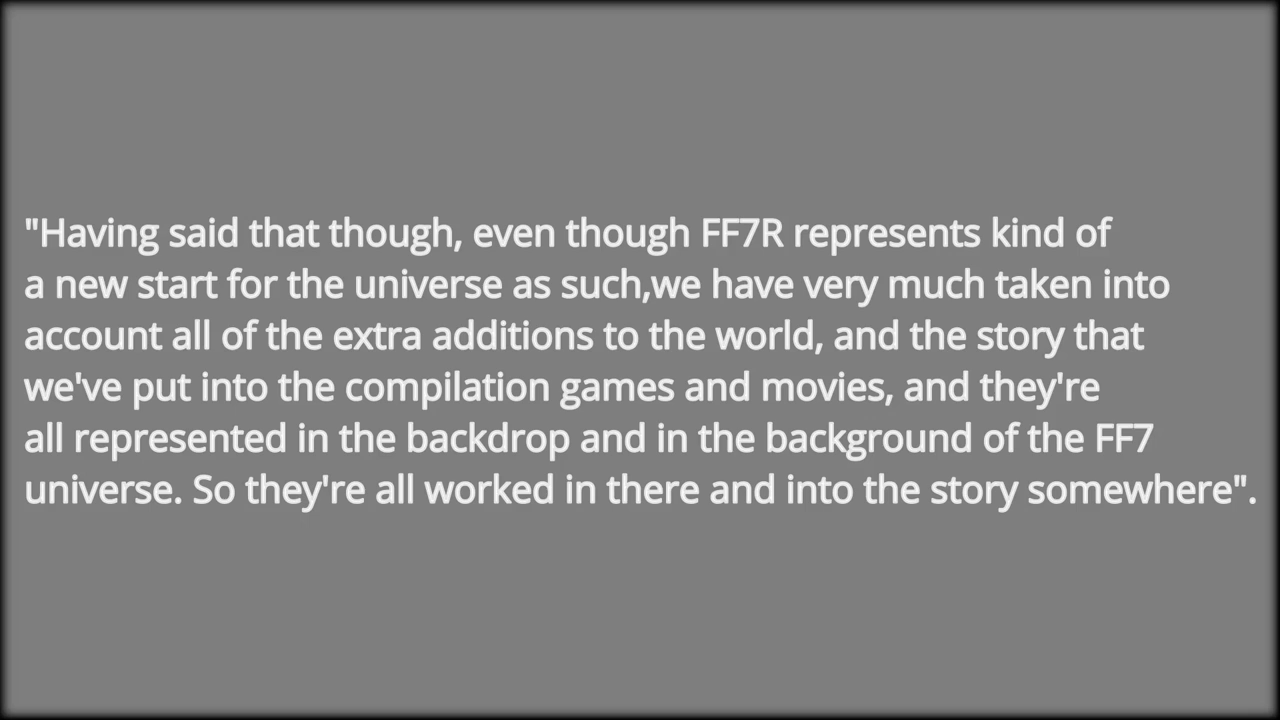 "Having said that though, even though FF7R represents kind of
a new start for the universe as such,we have very much taken into
account all of the extra additions to the world, and the story that
we've put into the compilation games and movies, and they're
all represented in the backdrop and in the background of the FF7
universe. So they're all worked in there and into the story somewhere".